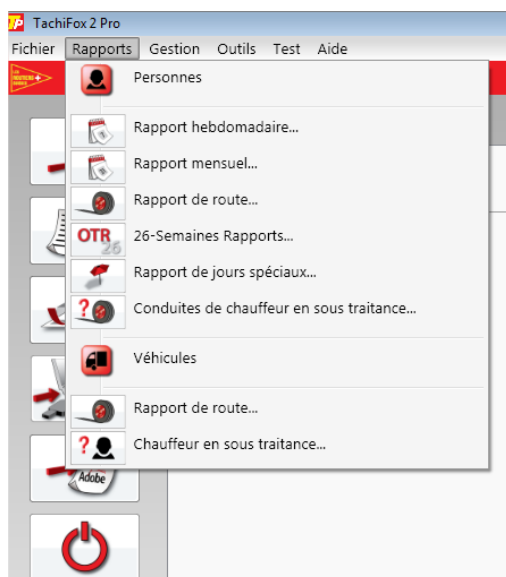 TachiFox 2 Pro
Fichier Rapports Gestion Outils Test Aide
Personnes
Rapport hebdomadaire...
Rapport mensuel...
Rapport de route...
OTR 26
26-Semaines Rapports...
Rapport de jours spéciaux...
? Conduites de chauffeur en sous traitance...
Véhicules
Rapport de route...
? Chauffeur en sous traitance...
Adobe